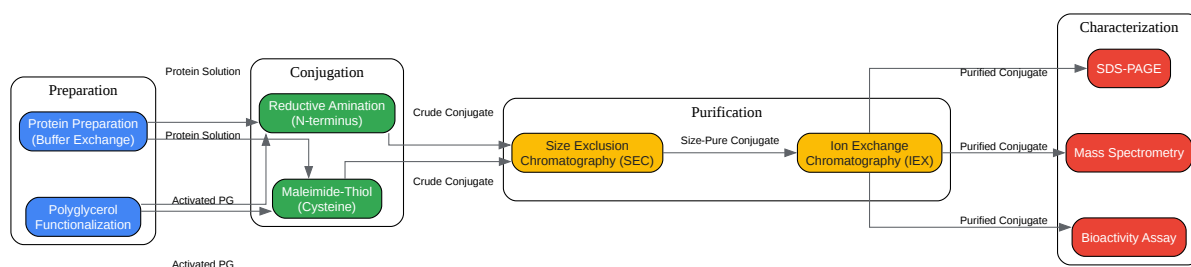 Preparation
Protein Preparation
(Buffer Exchange)
Polyglycerol
Functionalization
Protein Solution
Protein Solution
Activated PG
Activated PG
Conjugation
Reductive Amination
(N-terminus)
Maleimide-Thiol
(Cysteine)
Crude Conjugate
Crude Conjugate
Purification
Size Exclusion
Chromatography (SEC)
Size-Pure Conjugate
Ion Exchange
Chromatography (IEX)
Purified Conjugate
Purified Conjugate
Purified Conjugate
Characterization
SDS-PAGE
Mass Spectrometry
Bioactivity Assay